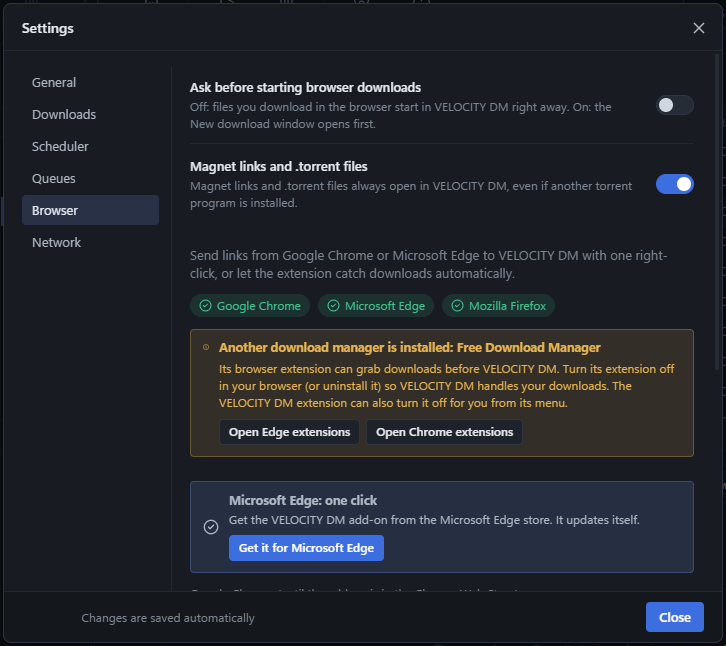 Settings
General
Downloads
Scheduler
Queues
Browser
Network
Ask before starting browser downloads
Off: files you download in the browser start in VELOCITY DM right away. On: the
New download window opens first.
Magnet links and .torrent files
Magnet links and .torrent files always open in VELOCITY DM, even if another torrent
program is installed.
Send links from Google Chrome or Microsoft Edge to VELOCITY DM with one right-
click, or let the extension catch downloads automatically.
Google Chrome
Microsoft Edge
Mozilla Firefox
Another download manager is installed: Free Download Manager
Its browser extension can grab downloads before VELOCITY DM. Turn its extension off
in your browser (or uninstall it) so VELOCITY DM handles your downloads. The
VELOCITY DM extension can also turn it off for you from its menu.
Open Edge extensions
Open Chrome extensions
Microsoft Edge: one click
Get the VELOCITY DM add-on from the Microsoft Edge store. It updates itself.
Get it for Microsoft Edge
Changes are saved automatically
Close